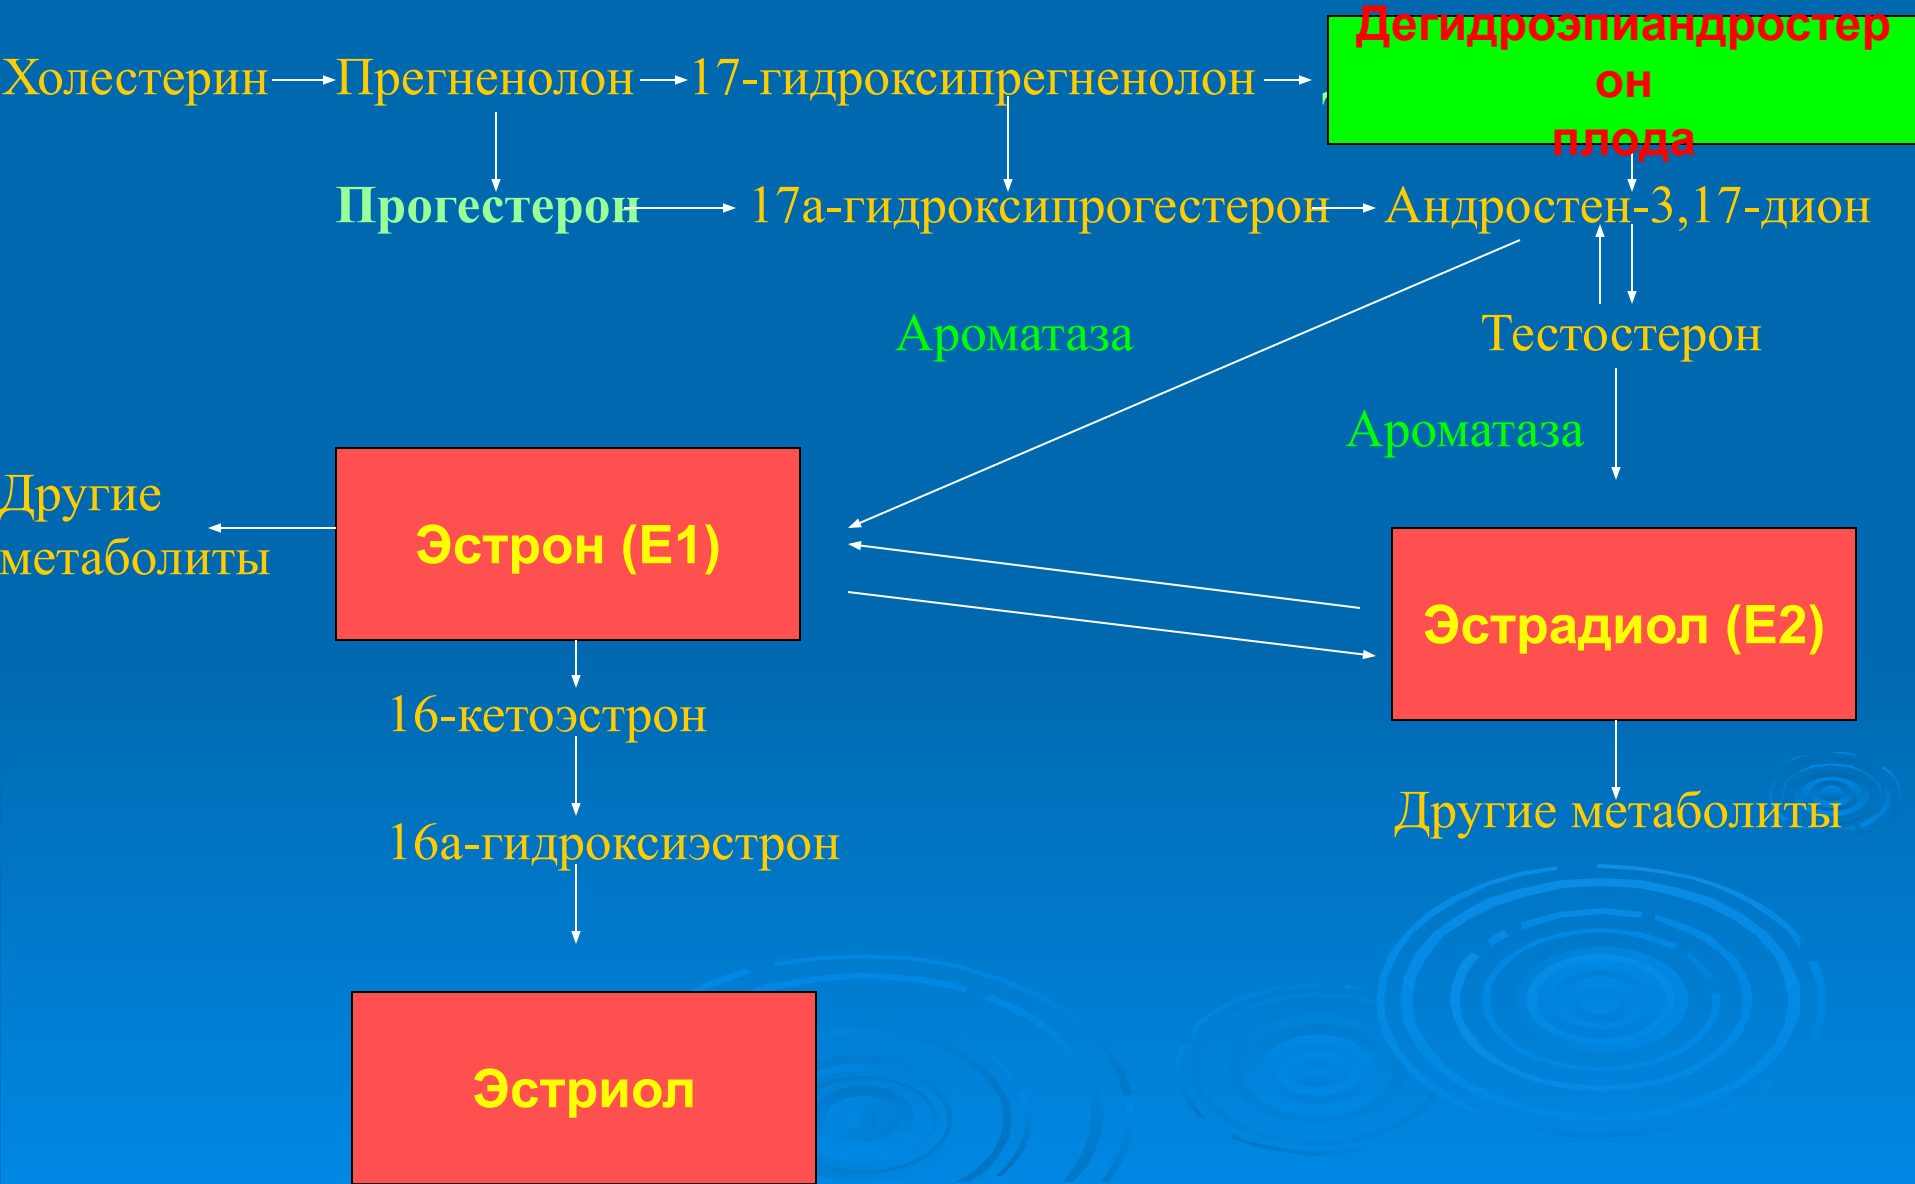 Дегидроэпиандростер
он
плода
Холестерин Прегненолон 17-гидроксипрегненолон
Прогестерон 17а-гидроксипрогестерон Андростен-3,17-дион
Ароматаза Тестостерон
Ароматаза
Другие
метаболиты
Эстрон (Е1)
Эстрадиол (Е2)
16-кетоэстрон
Другие метаболиты
16а-гидроксиэстрон
Эстриол